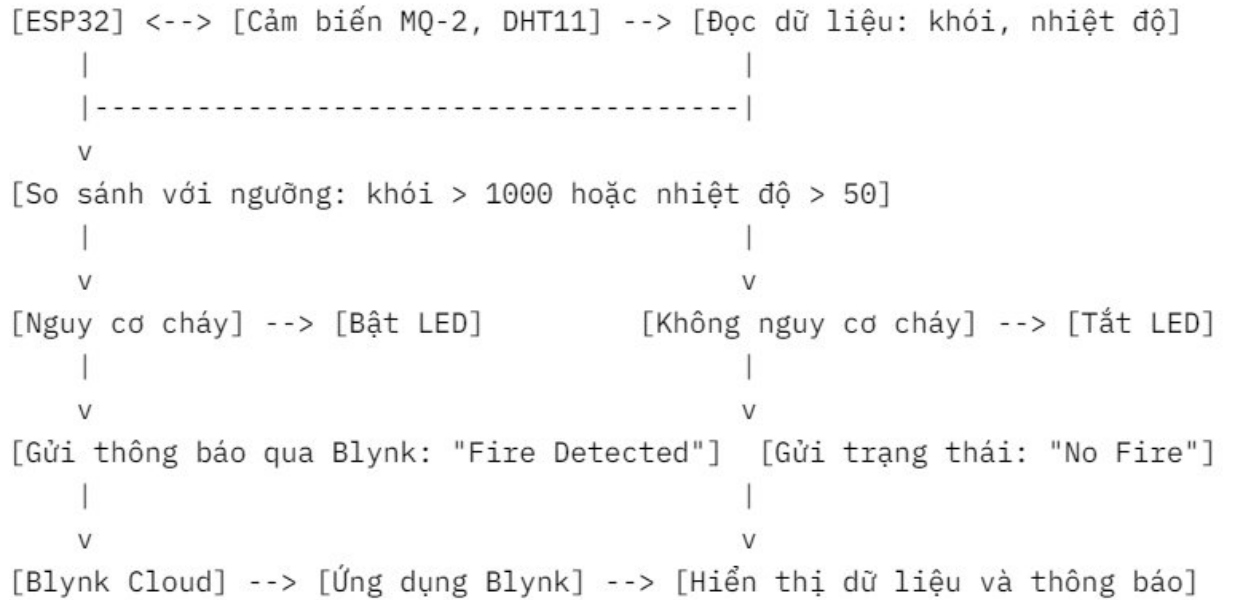 [ESP32] <--> [Cảm biến MQ-2, DHT11] --> [Đọc dữ liệu: khói, nhiệt độ]
    |                                      |
    |--------------------------------------|
    v
[So sánh với ngưỡng: khói > 1000 hoặc nhiệt độ > 50]
    |                                      |
    v                                      v
[Nguy cơ cháy] --> [Bật LED]         [Không nguy cơ cháy] --> [Tắt LED]
    |                                      |
    v                                      v
[Gửi thông báo qua Blynk: "Fire Detected"]  [Gửi trạng thái: "No Fire"]
    |                                      |
    v                                      v
[Blynk Cloud] --> [Ứng dụng Blynk] --> [Hiển thị dữ liệu và thông báo]